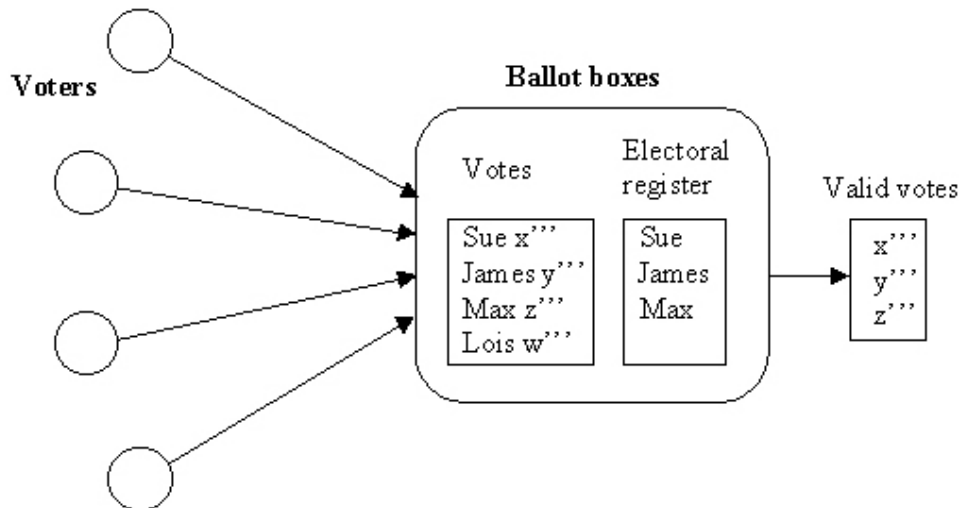 Voters
Ballot boxes
Votes
Electoral
register
Valid votes
Sue x’’’
James y’’’
Max z’’’
Lois w’’’
Sue
James
Max
x’’’
y’’’
z’’’